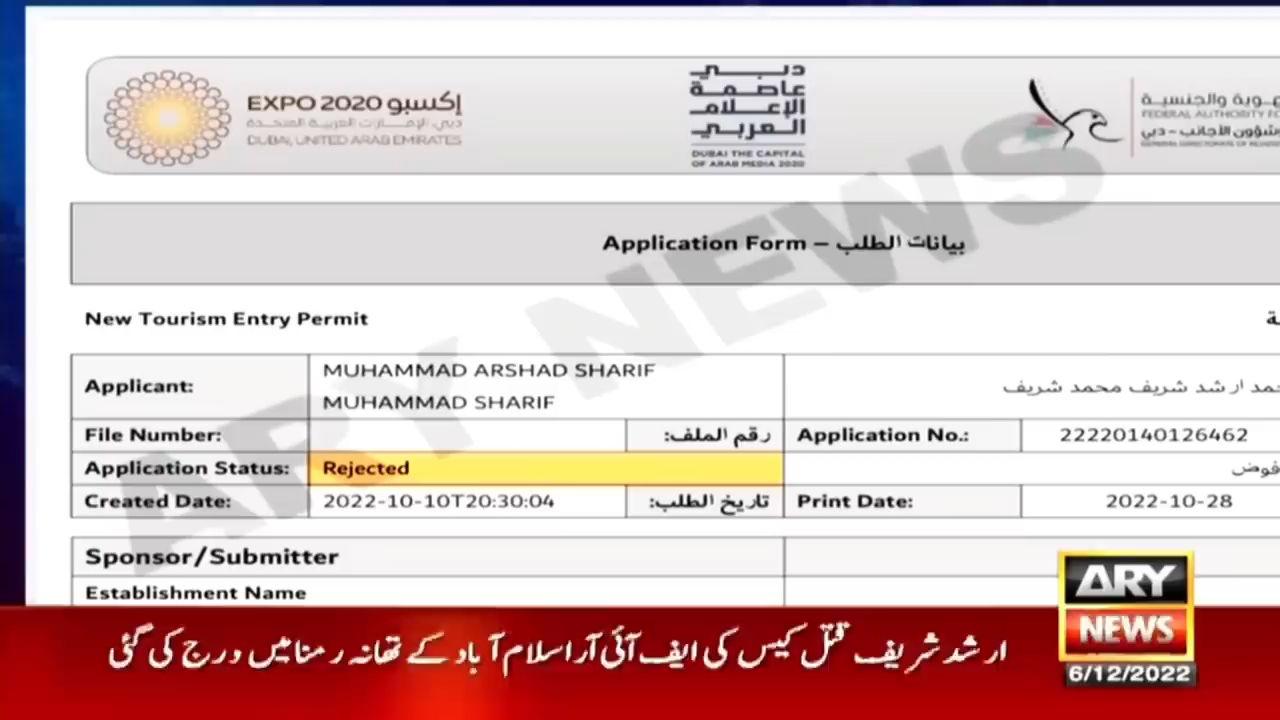 EXPO 2020 إكسبو
دبي، الإمارات العربية المتحدة
DUBAI, UNITED ARAB EMIRATES
دبـــي
عاصمة
الإعلام
العربي
DUBAI THE CAPITAL
OF ARAB MEDIA 2020
والجنسية
FEDERAL AUTHORITY
شؤون الأجانب - دبي
GENERAL DIRECTORATE OF
Application Form – بيانات الطلب
New Tourism Entry Permit
Applicant: MUHAMMAD ARSHAD SHARIF
MUHAMMAD SHARIF
ارشد شريف محمد شريف
File Number: رقم الملف: Application No.: 22220140126462
Application Status: Rejected
Created Date: 2022-10-10T20:30:04 تاريخ الطلب: Print Date: 2022-10-28
Sponsor/Submitter
Establishment Name
ARY NEWS
ARY
NEWS
6/12/2022
ارشد شریف قتل کیس کی ایف آئی آر اسلام آباد کے تھانہ رمنا میں درج کی گئی